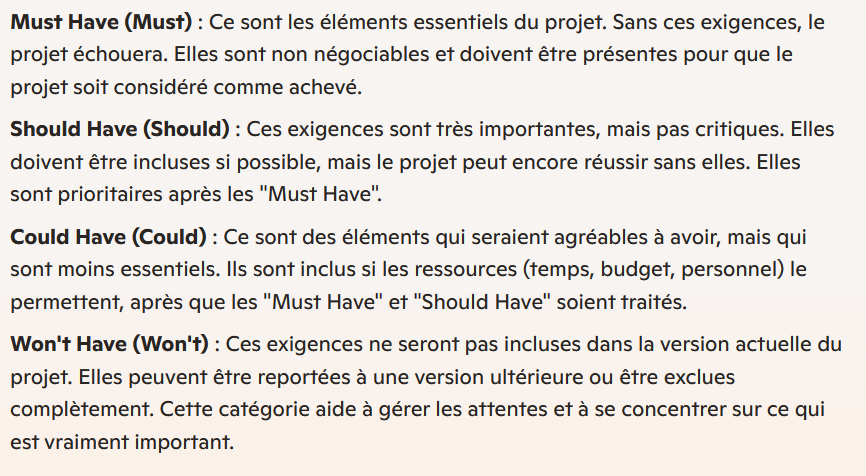 Must Have (Must) : Ce sont les éléments essentiels du projet. Sans ces exigences, le
projet échouera. Elles sont non négociables et doivent être présentes pour que le
projet soit considéré comme achevé.
Should Have (Should) : Ces exigences sont très importantes, mais pas critiques. Elles
doivent être incluses si possible, mais le projet peut encore réussir sans elles. Elles
sont prioritaires après les "Must Have".
Could Have (Could) : Ce sont des éléments qui seraient agréables à avoir, mais qui
sont moins essentiels. Ils sont inclus si les ressources (temps, budget, personnel) le
permettent, après que les "Must Have" et "Should Have" soient traités.
Won't Have (Won't) : Ces exigences ne seront pas incluses dans la version actuelle du
projet. Elles peuvent être reportées à une version ultérieure ou être exclues
complètement. Cette catégorie aide à gérer les attentes et à se concentrer sur ce qui
est vraiment important.